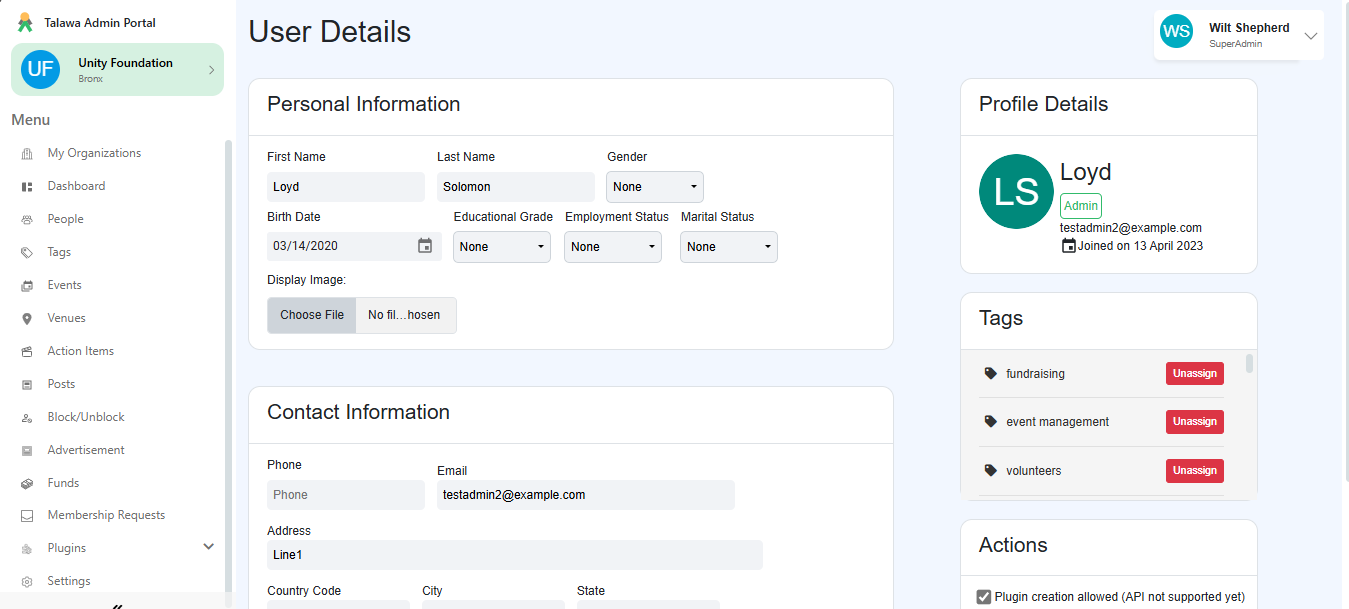 Talawa Admin Portal
UF
Unity Foundation
Bronx
Menu
My Organizations
Dashboard
People
Tags
Events
Venues
Action Items
Posts
Block/Unblock
Advertisement
Funds
Membership Requests
Plugins
Settings
User Details
WS
Wilt Shepherd
SuperAdmin
Personal Information
First Name Last Name Gender
Loyd Solomon None
Birth Date Educational Grade Employment Status Marital Status
03/14/2020 None None None
Display Image:
Choose File No fil...hosen
Contact Information
Phone Email
Phone testadmin2@example.com
Address
Line1
Country Code City State
Profile Details
LS
Loyd
Admin
testadmin2@example.com
Joined on 13 April 2023
Tags
fundraising Unassign
event management Unassign
volunteers Unassign
Actions
Plugin creation allowed (API not supported yet)